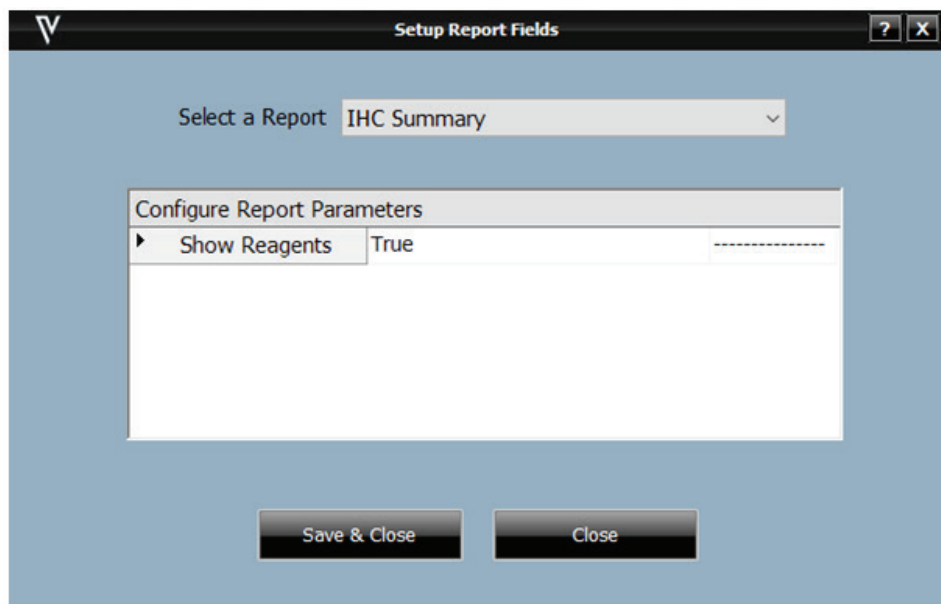 Setup Report Fields ? X
Select a Report IHC Summary
Configure Report Parameters
Show Reagents True ---------------
Save & Close Close